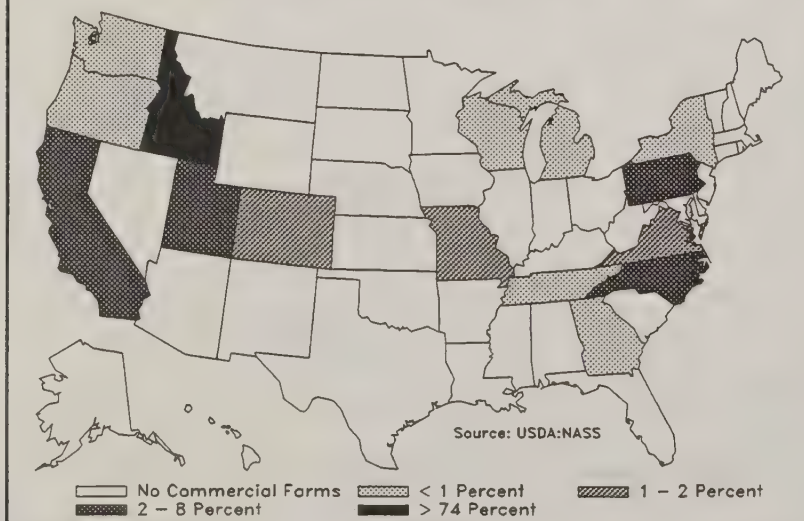 Source: USDA:NASS
No Commercial Farms < 1 Percent 1 - 2 Percent
2 - 8 Percent > 74 Percent